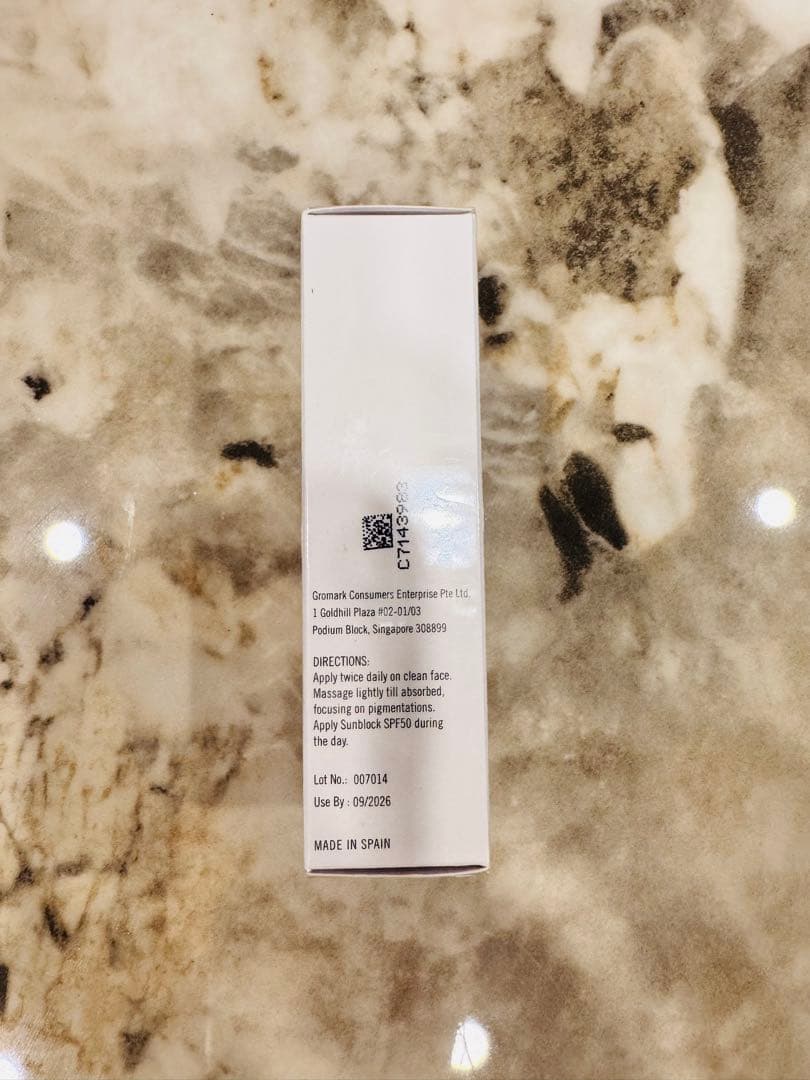 C7143983
Gromark Consumers Enterprise Pte Ltd.
1 Goldhill Plaza #02-01/03
Podium Block, Singapore 308899
DIRECTIONS:
Apply twice daily on clean face.
Massage lightly till absorbed,
focusing on pigmentations.
Apply Sunblock SPF50 during
the day.
Lot No.: 007014
Use By : 09/2026
MADE IN SPAIN